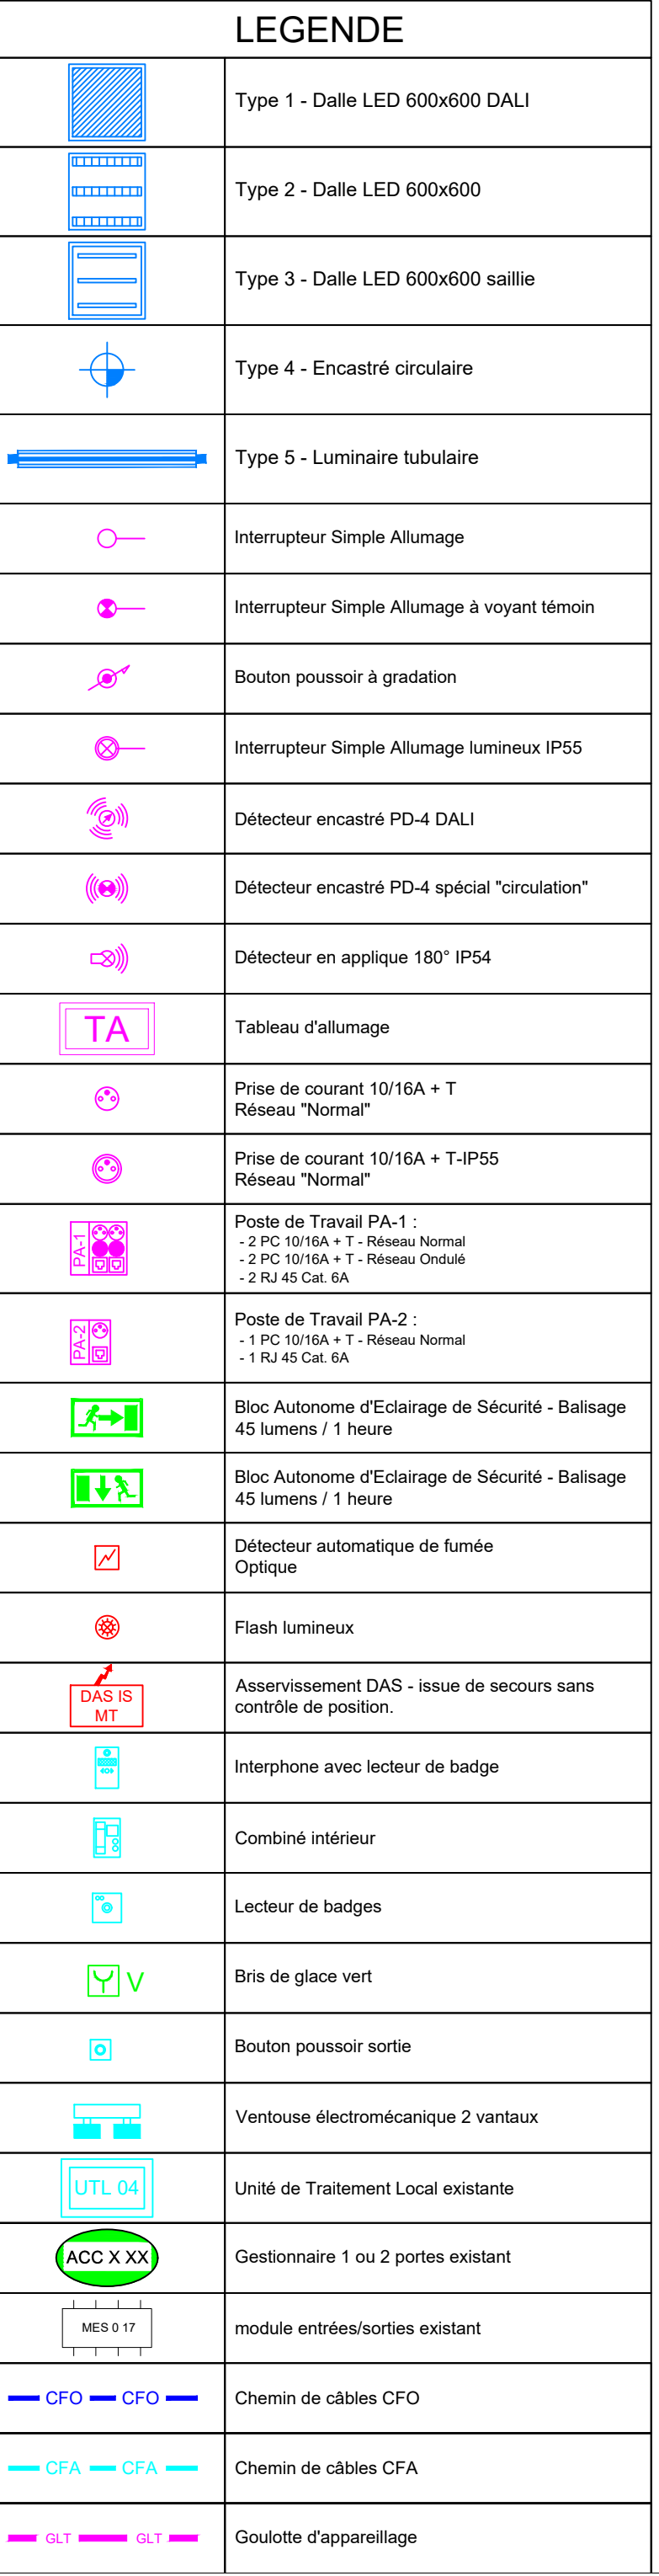 LEGENDE
Type 1 - Dalle LED 600x600 DALI
Type 2 - Dalle LED 600x600
Type 3 - Dalle LED 600x600 saillie
Type 4 - Encastré circulaire
Type 5 - Luminaire tubulaire
Interrupteur Simple Allumage
Interrupteur Simple Allumage à voyant témoin
Bouton poussoir à gradation
Interrupteur Simple Allumage lumineux IP55
Détecteur encastré PD-4 DALI
Détecteur encastré PD-4 spécial "circulation"
Détecteur en applique 180° IP54
TA
Tableau d'allumage
Prise de courant 10/16A + T
Réseau "Normal"
Prise de courant 10/16A + T-IP55
Réseau "Normal"
PA-1
Poste de Travail PA-1 :
- 2 PC 10/16A + T - Réseau Normal
- 2 PC 10/16A + T - Réseau Ondulé
- 2 RJ 45 Cat. 6A
PA-2
Poste de Travail PA-2 :
- 1 PC 10/16A + T - Réseau Normal
- 1 RJ 45 Cat. 6A
Bloc Autonome d'Eclairage de Sécurité - Balisage
45 lumens / 1 heure
Bloc Autonome d'Eclairage de Sécurité - Balisage
45 lumens / 1 heure
Détecteur automatique de fumée
Optique
Flash lumineux
DAS IS
MT
Asservissement DAS - issue de secours sans
contrôle de position.
Interphone avec lecteur de badge
Combiné intérieur
Lecteur de badges
V
Bris de glace vert
Bouton poussoir sortie
Ventouse électromécanique 2 vantaux
UTL 04
Unité de Traitement Local existante
ACC X XX
Gestionnaire 1 ou 2 portes existant
MES 0 17
module entrées/sorties existant
CFO CFO
Chemin de câbles CFO
CFA CFA
Chemin de câbles CFA
GLT GLT
Goulotte d'appareillage